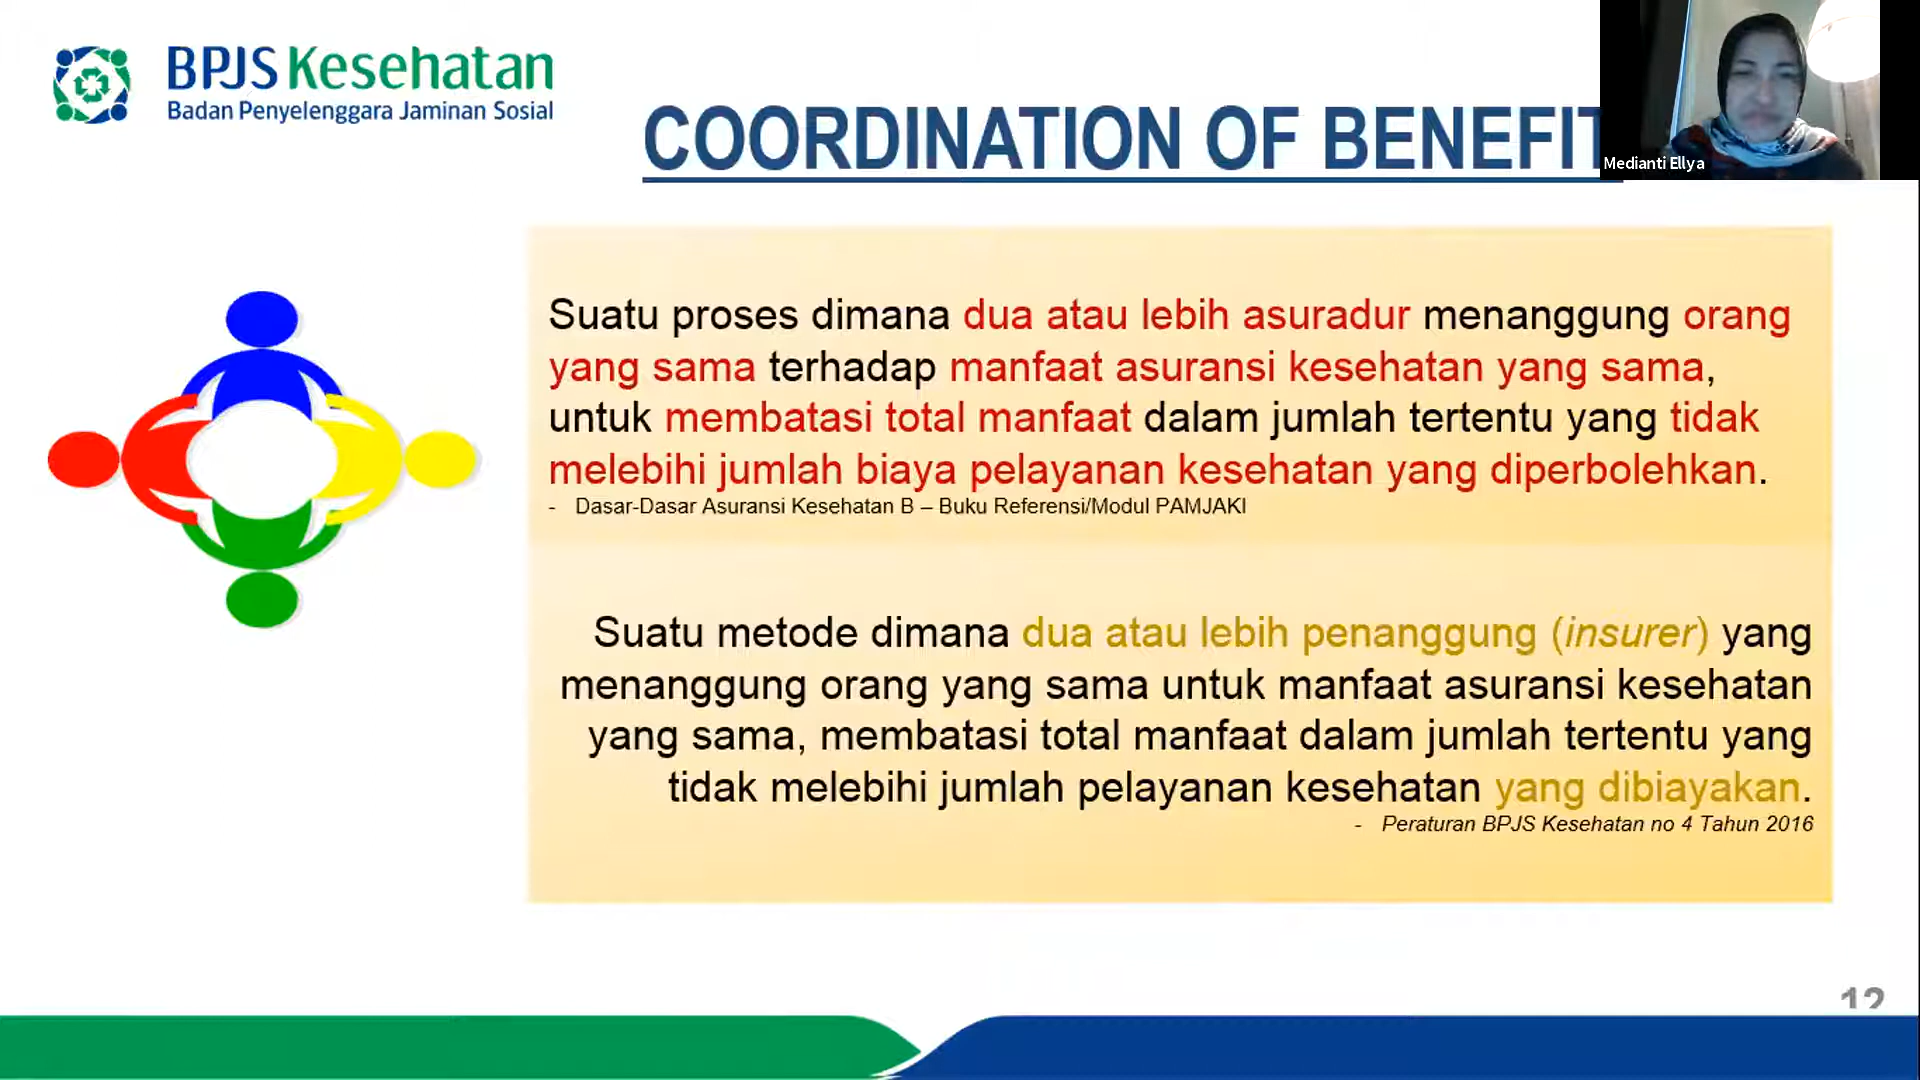 BPJS Kesehatan
Badan Penyelenggara Jaminan Sosial
COORDINATION OF BENEFIT
Medianti Ellya
Suatu proses dimana dua atau lebih asuradur menanggung orang
yang sama terhadap manfaat asuransi kesehatan yang sama,
untuk membatasi total manfaat dalam jumlah tertentu yang tidak
melebihi jumlah biaya pelayanan kesehatan yang diperbolehkan.
- Dasar-Dasar Asuransi Kesehatan B – Buku Referensi/Modul PAMJAKI
Suatu metode dimana dua atau lebih penanggung (insurer) yang
menanggung orang yang sama untuk manfaat asuransi kesehatan
yang sama, membatasi total manfaat dalam jumlah tertentu yang
tidak melebihi jumlah pelayanan kesehatan yang dibiayakan.
- Peraturan BPJS Kesehatan no 4 Tahun 2016
12